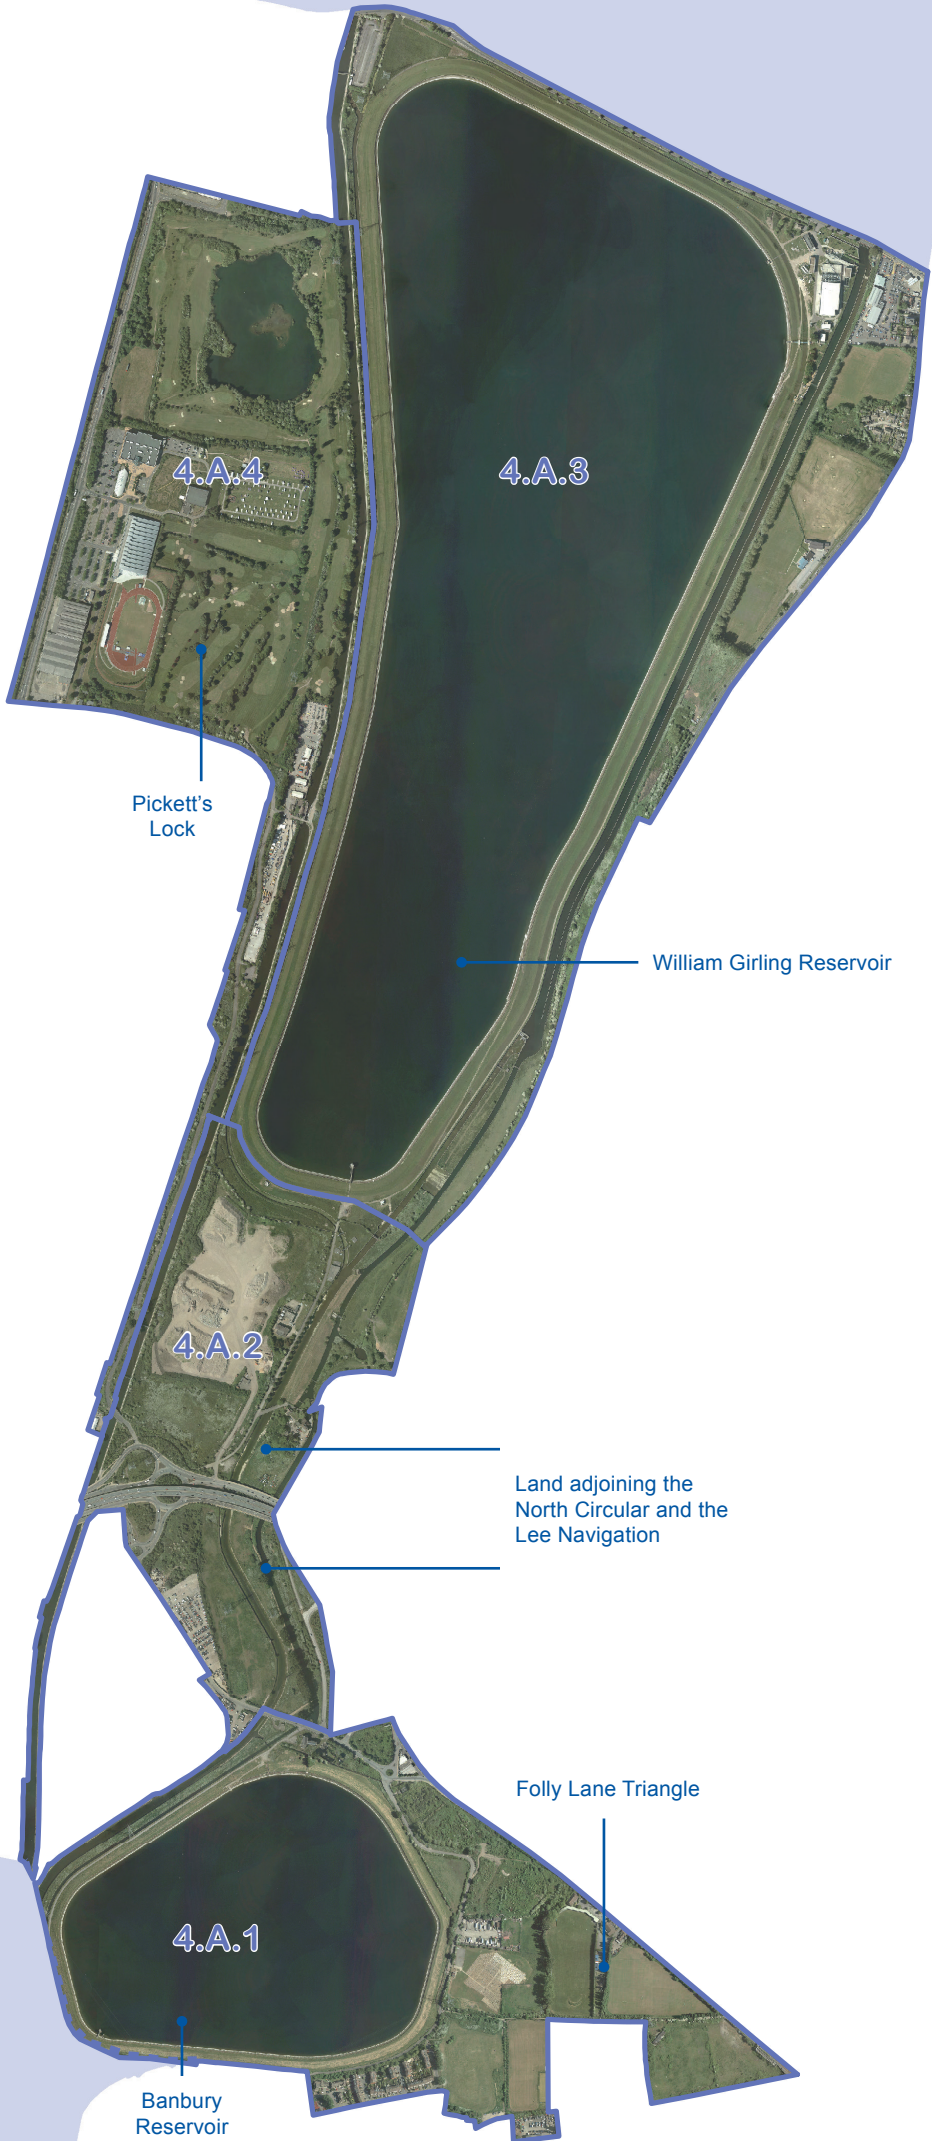 4.A.4
4.A.3
Pickett's
Lock
William Girling Reservoir
4.A.2
Land adjoining the
North Circular and the
Lee Navigation
Folly Lane Triangle
4.A.1
Banbury
Reservoir